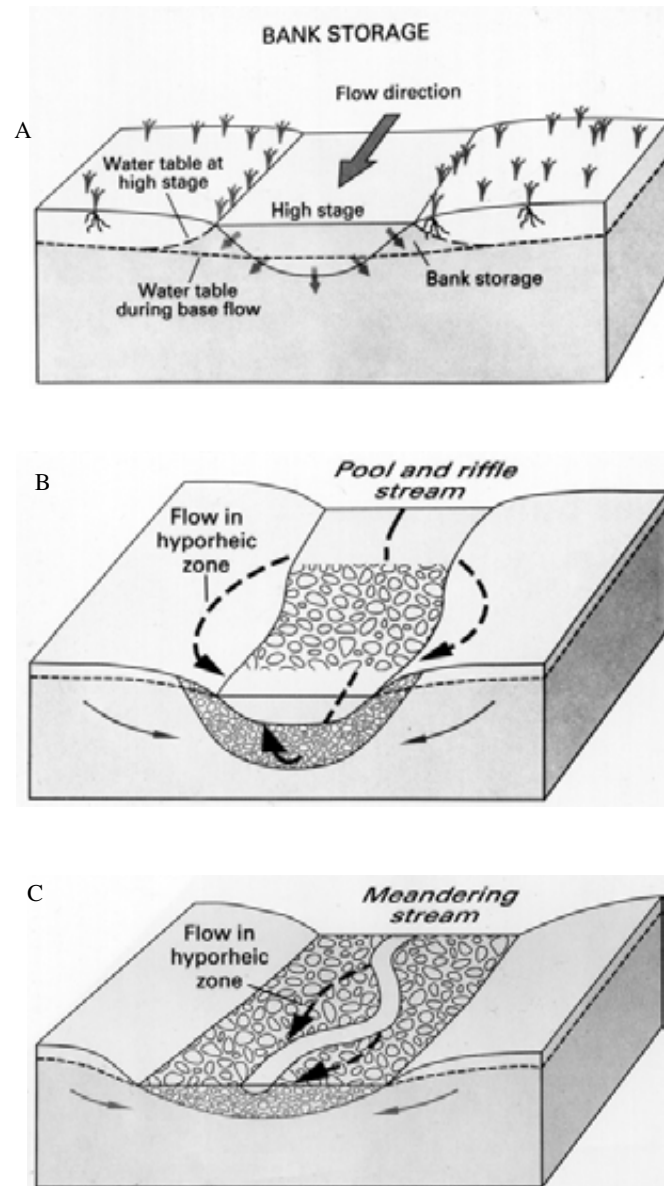 BANK STORAGE
Flow direction
A
Water table at
high stage
High stage
Bank storage
Water table
during base flow
B
Pool and riffle
stream
Flow in
hyporheic
zone
C
Meandering
stream
Flow in
hyporheic
zone